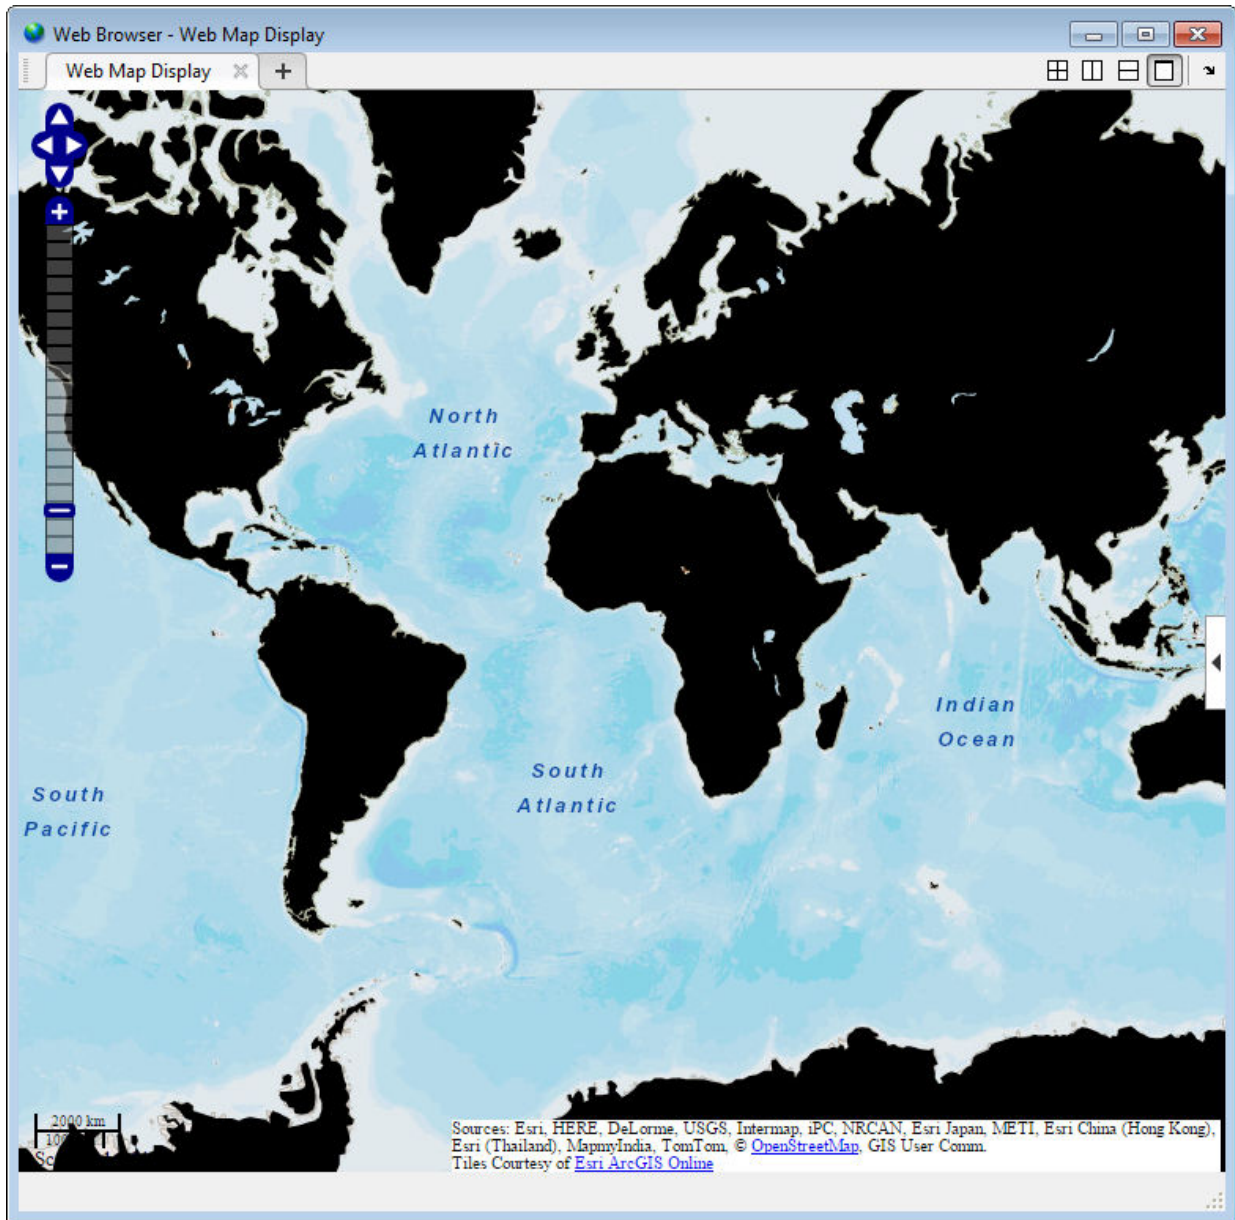 Web Browser - Web Map Display
Web Map Display
North
Atlantic
Indian
Ocean
South
Atlantic
South
Pacific
2000 km
Sources: Esri, HERE, DeLorme, USGS, Intermap, iPC, NRCAN, Esri Japan, METI, Esri China (Hong Kong),
Esri (Thailand), MapmyIndia, TomTom, © OpenStreetMap, GIS User Comm.
Tiles Courtesy of Esri ArcGIS Online